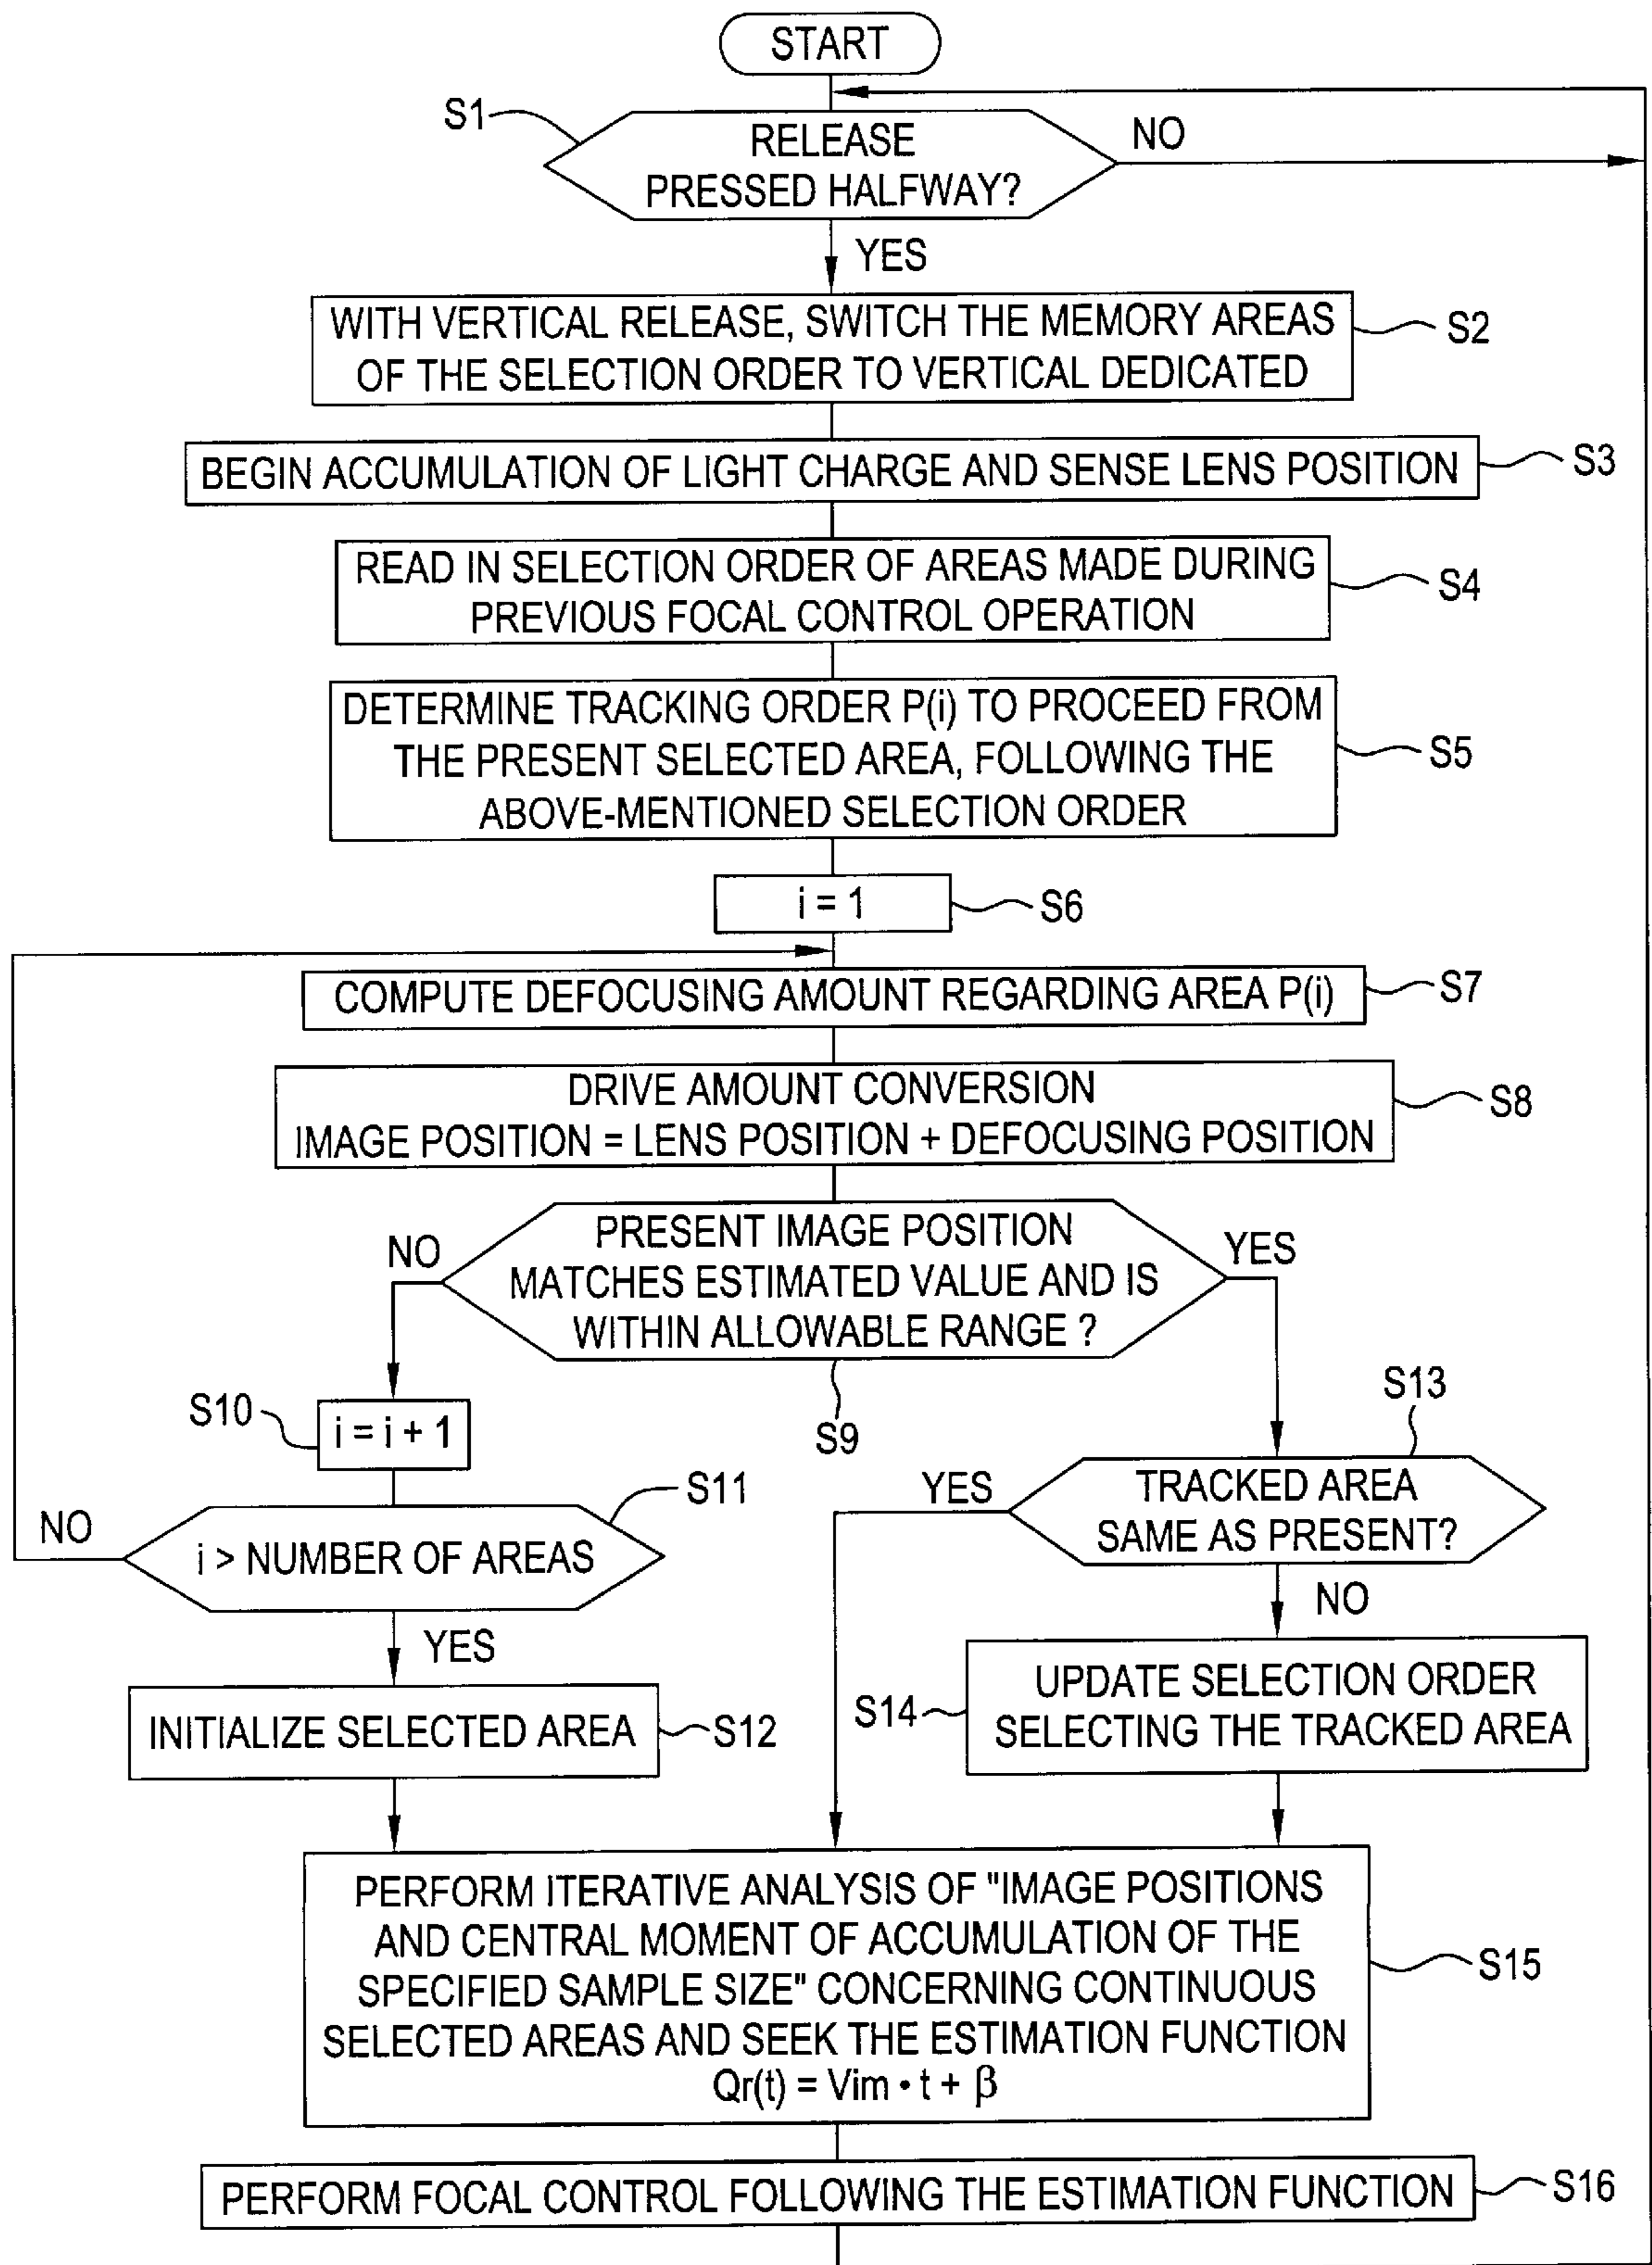 START
S1
RELEASE
PRESSED HALFWAY?
NO
YES
WITH VERTICAL RELEASE, SWITCH THE MEMORY AREAS
OF THE SELECTION ORDER TO VERTICAL DEDICATED
S2
BEGIN ACCUMULATION OF LIGHT CHARGE AND SENSE LENS POSITION
S3
READ IN SELECTION ORDER OF AREAS MADE DURING
PREVIOUS FOCAL CONTROL OPERATION
S4
DETERMINE TRACKING ORDER P(i) TO PROCEED FROM
THE PRESENT SELECTED AREA, FOLLOWING THE
ABOVE-MENTIONED SELECTION ORDER
S5
i = 1
S6
COMPUTE DEFOCUSING AMOUNT REGARDING AREA P(i)
S7
DRIVE AMOUNT CONVERSION
IMAGE POSITION = LENS POSITION + DEFOCUSING POSITION
S8
NO
PRESENT IMAGE POSITION
MATCHES ESTIMATED VALUE AND IS
WITHIN ALLOWABLE RANGE ?
YES
S9
S10
i = i + 1
S13
TRACKED AREA
SAME AS PRESENT?
YES
NO
S11
NO
i > NUMBER OF AREAS
YES
INITIALIZE SELECTED AREA
S12
S14
UPDATE SELECTION ORDER
SELECTING THE TRACKED AREA
PERFORM ITERATIVE ANALYSIS OF "IMAGE POSITIONS
AND CENTRAL MOMENT OF ACCUMULATION OF THE
SPECIFIED SAMPLE SIZE" CONCERNING CONTINUOUS
SELECTED AREAS AND SEEK THE ESTIMATION FUNCTION
Qr(t) = Vim • t + β
S15
PERFORM FOCAL CONTROL FOLLOWING THE ESTIMATION FUNCTION
S16